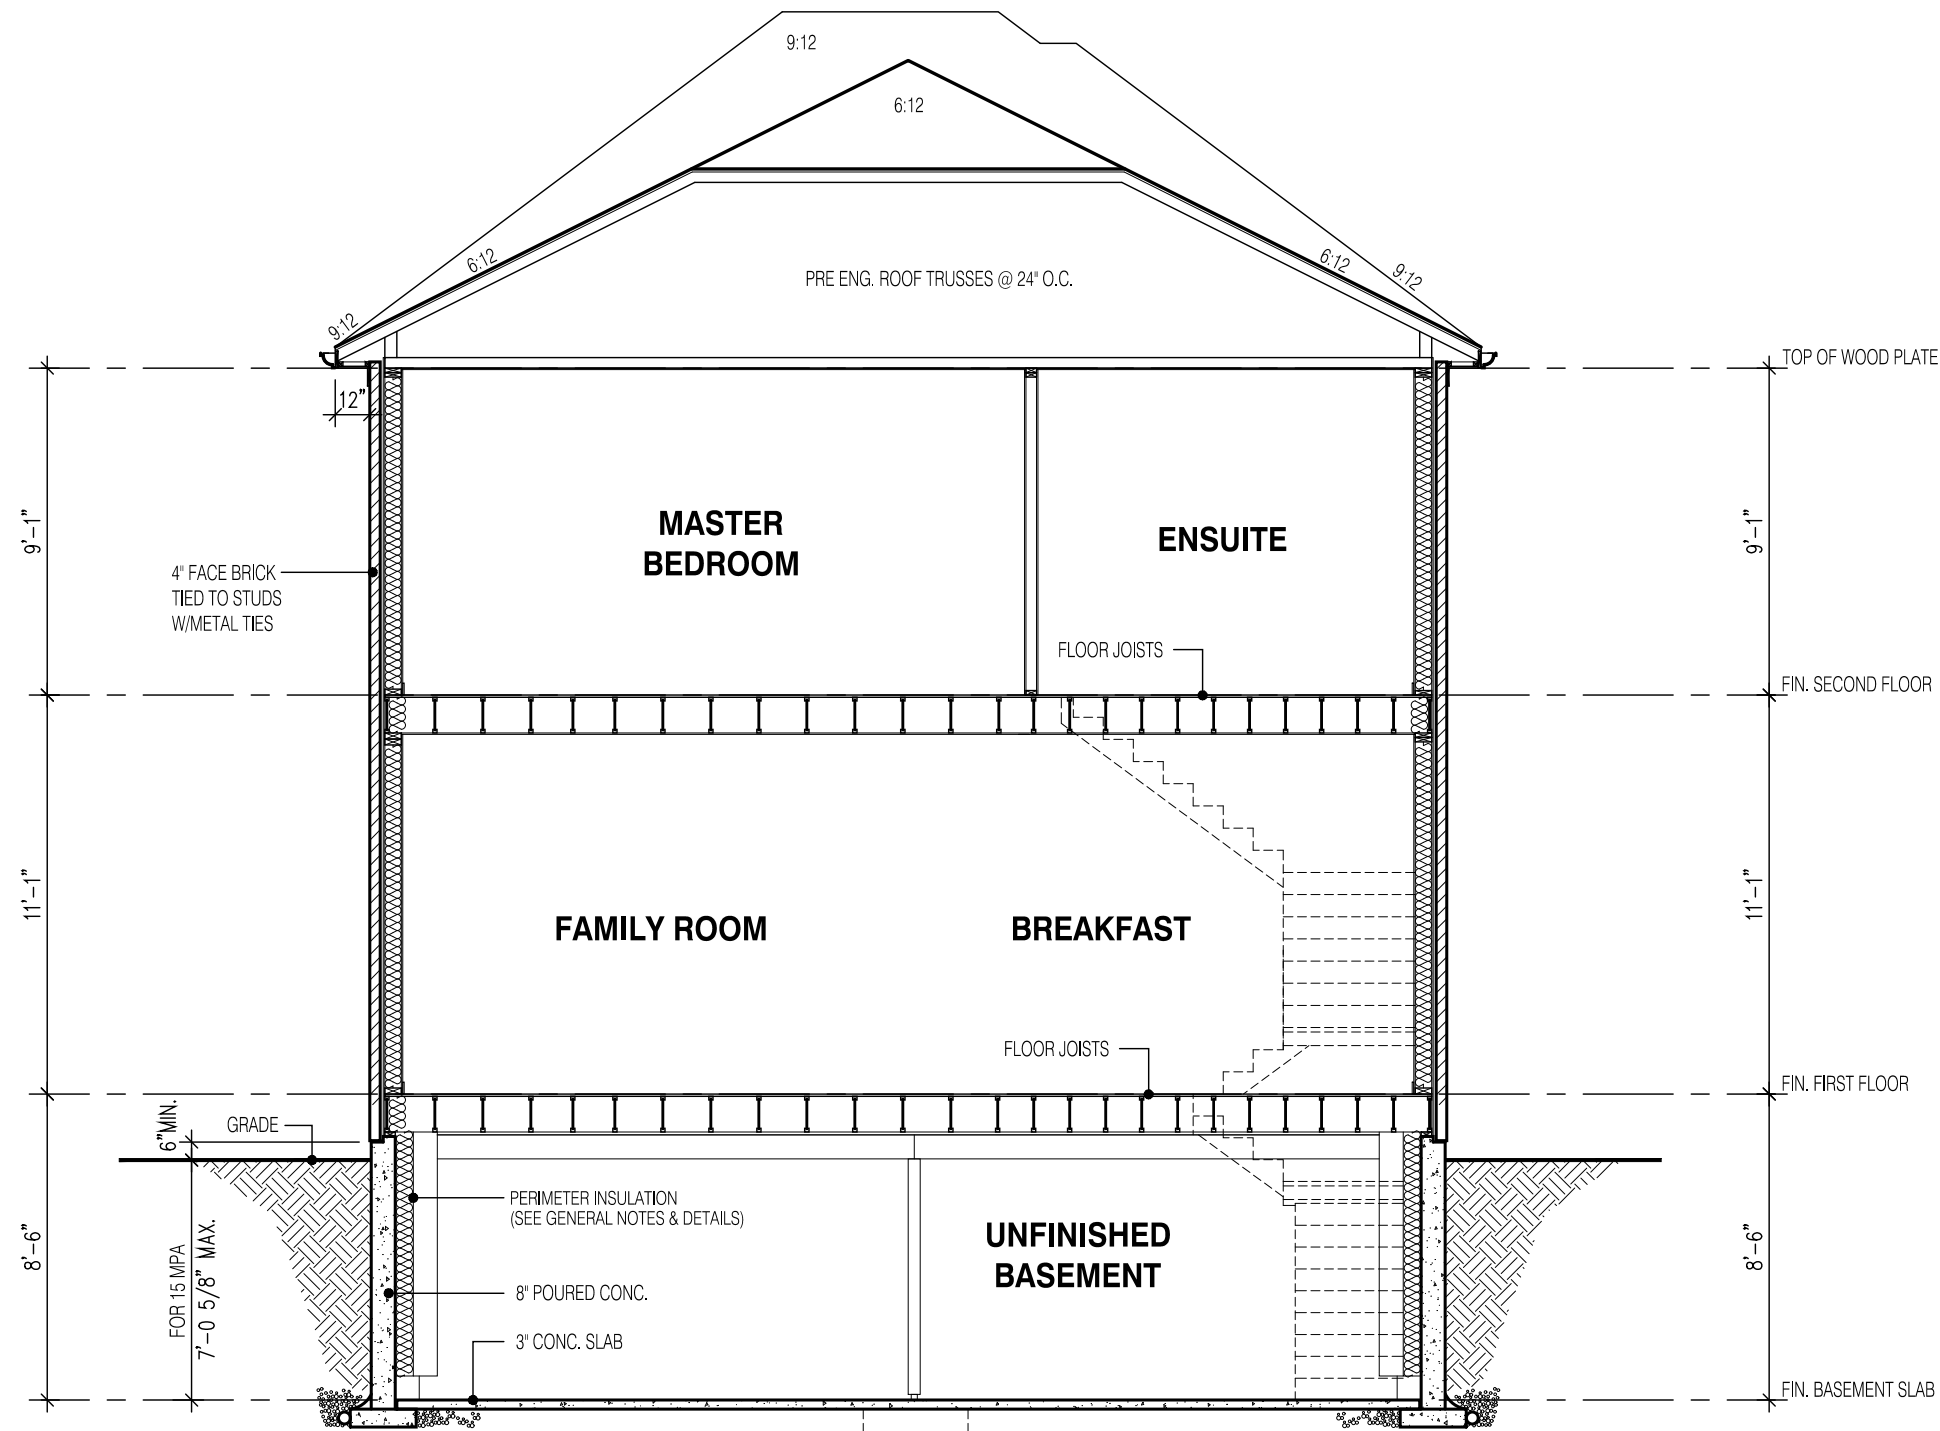 9:12
6:12
6:12
6:12
9:12
PRE ENG. ROOF TRUSSES @ 24" O.C.
9:12
TOP OF WOOD PLATE
12"
MASTER
BEDROOM
ENSUITE
9'-1"
9'-1"
4" FACE BRICK
TIED TO STUDS
W/METAL TIES
FLOOR JOISTS
FIN. SECOND FLOOR
11'-1"
11'-1"
FAMILY ROOM
BREAKFAST
FLOOR JOISTS
FIN. FIRST FLOOR
6"MIN.
GRADE
PERIMETER INSULATION
(SEE GENERAL NOTES & DETAILS)
UNFINISHED
BASEMENT
8'-6"
8'-6"
FOR 15 MPA
7'-0 5/8" MAX.
8" POURED CONC.
3" CONC. SLAB
FIN. BASEMENT SLAB